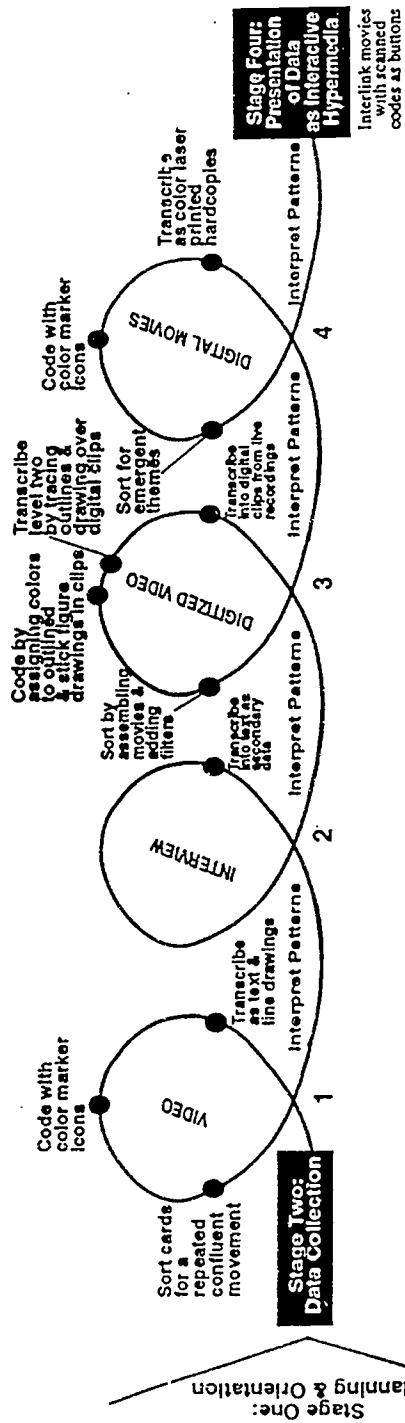 Stage One:
Planning & Orientation
Stage Two:
Data Collection
Sort cards
for a
repeated
confluent
movement
Code with
color marker
icons
VIDEO
Transcribe
as text &
line drawings
1
Interpret Patterns
INTERVIEW
Transcribe
into text as
secondary
data
2
Interpret Patterns
Sort by
assembling
movies &
adding
filters
Code by
assigning colors
to outlined
& stick figure
drawings in clips
Transcribe
level two
by tracing
outlines &
drawing over
digital clips
DIGITIZED VIDEO
Transcribe
into digital
clips from live
recordings
3
Interpret Patterns
Sort for
emergent
themes
Code with
color marker
icons
DIGITAL MOVIES
Transcribe
as color laser
printed
hardcopies
4
Interpret Patterns
Stage Four:
Presentation
of Data
as Interactive
Hypermedia.
Interlink movies
with scanned
codes as buttons